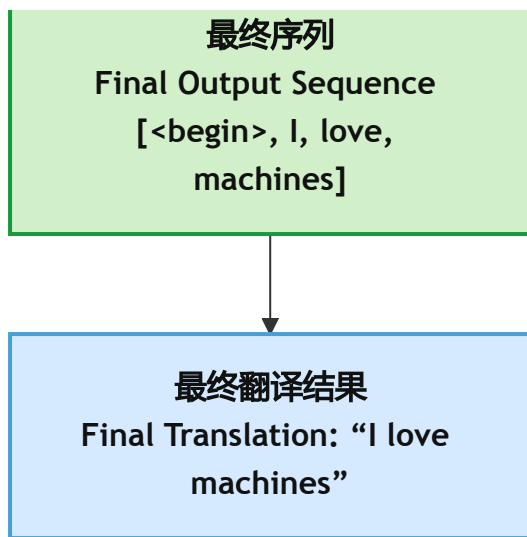 最终序列
Final Output Sequence
[<begin>, I, love,
machines]
最终翻译结果
Final Translation: “I love
machines”